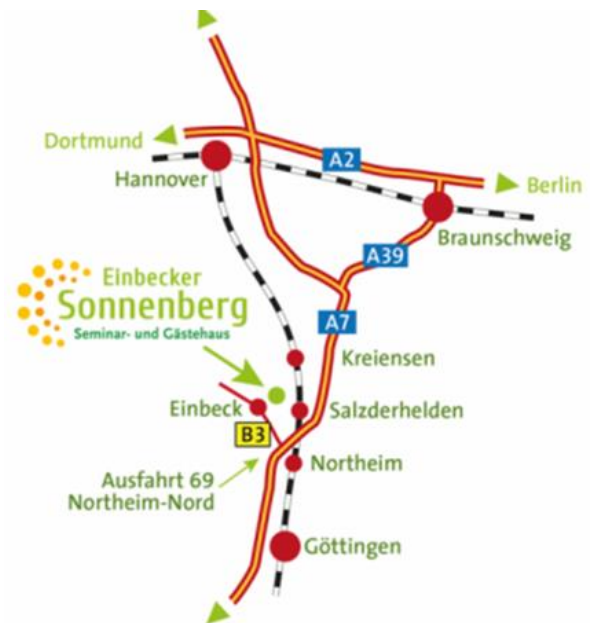 Dortmund
A2
Hannover
Berlin
Braunschweig
A39
Einbecker
Sonnenberg
Seminar- und Gästehaus
A7
Kreiensen
Einbeck
Salzderhelden
B3
Northeim
Ausfahrt 69
Northeim-Nord
Göttingen